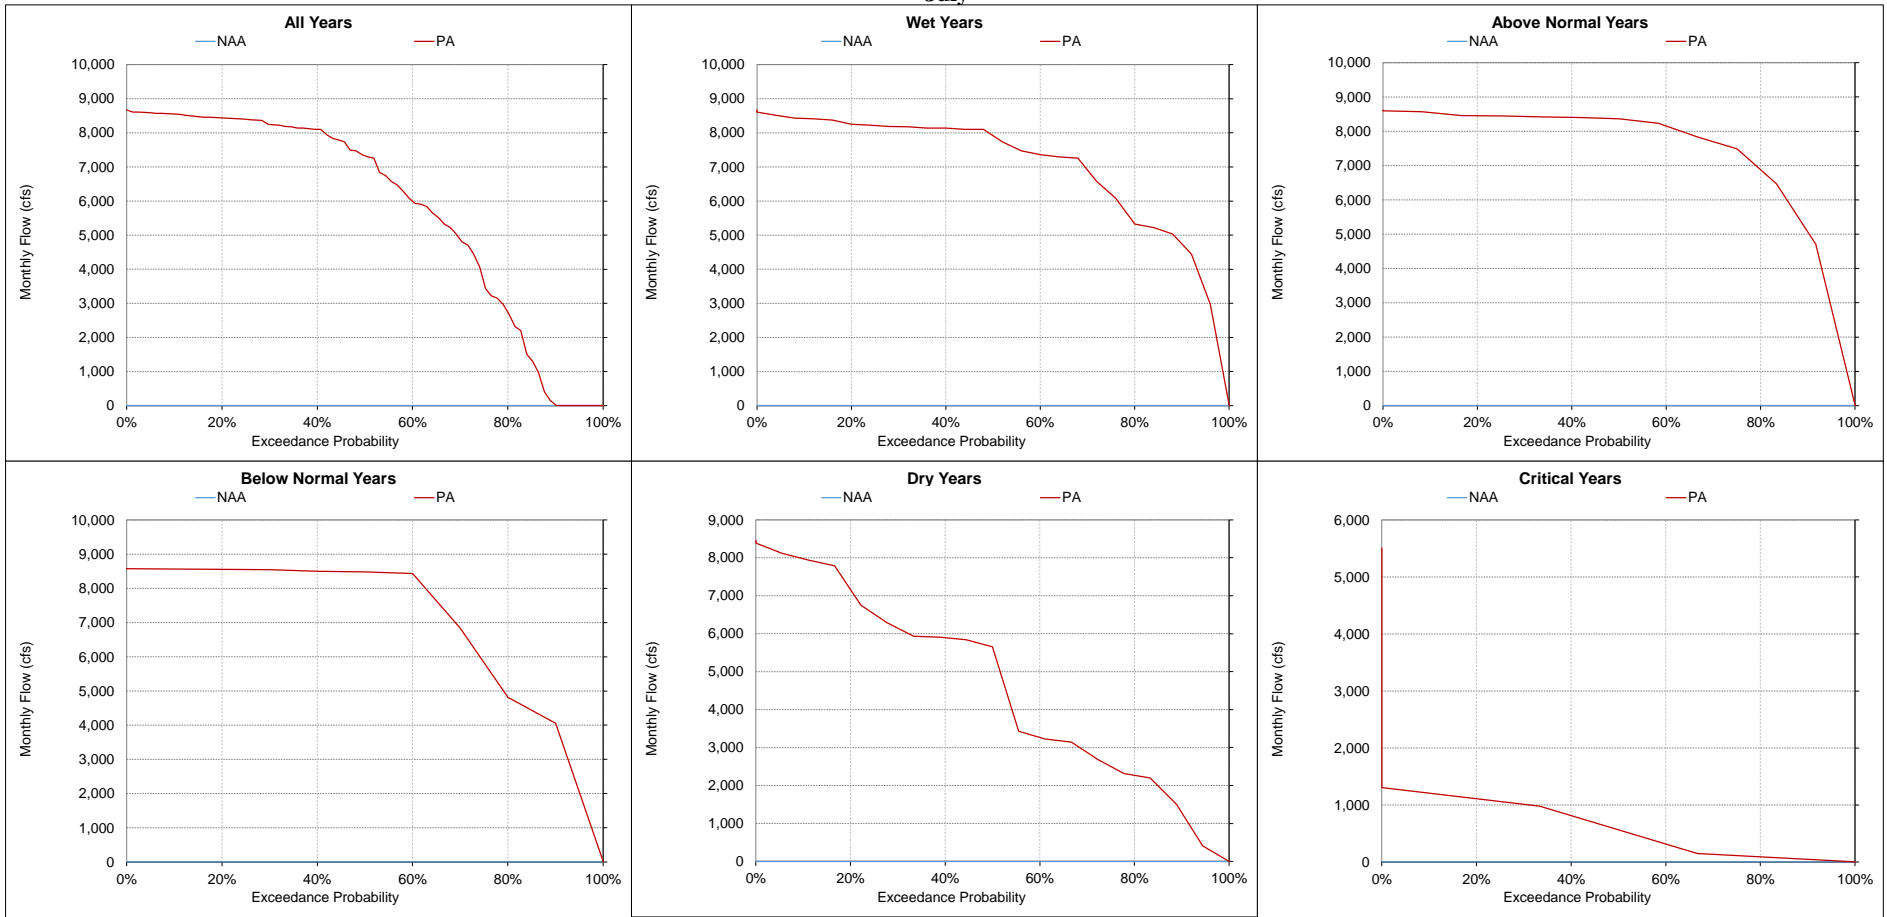 All Years
NAA PA
10,000
9,000
8,000
7,000
6,000
5,000
4,000
3,000
2,000
1,000
0
Monthly Flow (cfs)
0% 20% 40% 60% 80% 100%
Exceedance Probability
Wet Years
NAA PA
10,000
9,000
8,000
7,000
6,000
5,000
4,000
3,000
2,000
1,000
0
Monthly Flow (cfs)
0% 20% 40% 60% 80% 100%
Exceedance Probability
Above Normal Years
NAA PA
10,000
9,000
8,000
7,000
6,000
5,000
4,000
3,000
2,000
1,000
0
Monthly Flow (cfs)
0% 20% 40% 60% 80% 100%
Exceedance Probability
Below Normal Years
NAA PA
10,000
9,000
8,000
7,000
6,000
5,000
4,000
3,000
2,000
1,000
0
Monthly Flow (cfs)
0% 20% 40% 60% 80% 100%
Exceedance Probability
Dry Years
NAA PA
9,000
8,000
7,000
6,000
5,000
4,000
3,000
2,000
1,000
0
Monthly Flow (cfs)
0% 20% 40% 60% 80% 100%
Exceedance Probability
Critical Years
NAA PA
6,000
5,000
4,000
3,000
2,000
1,000
0
Monthly Flow (cfs)
0% 20% 40% 60% 80% 100%
Exceedance Probability